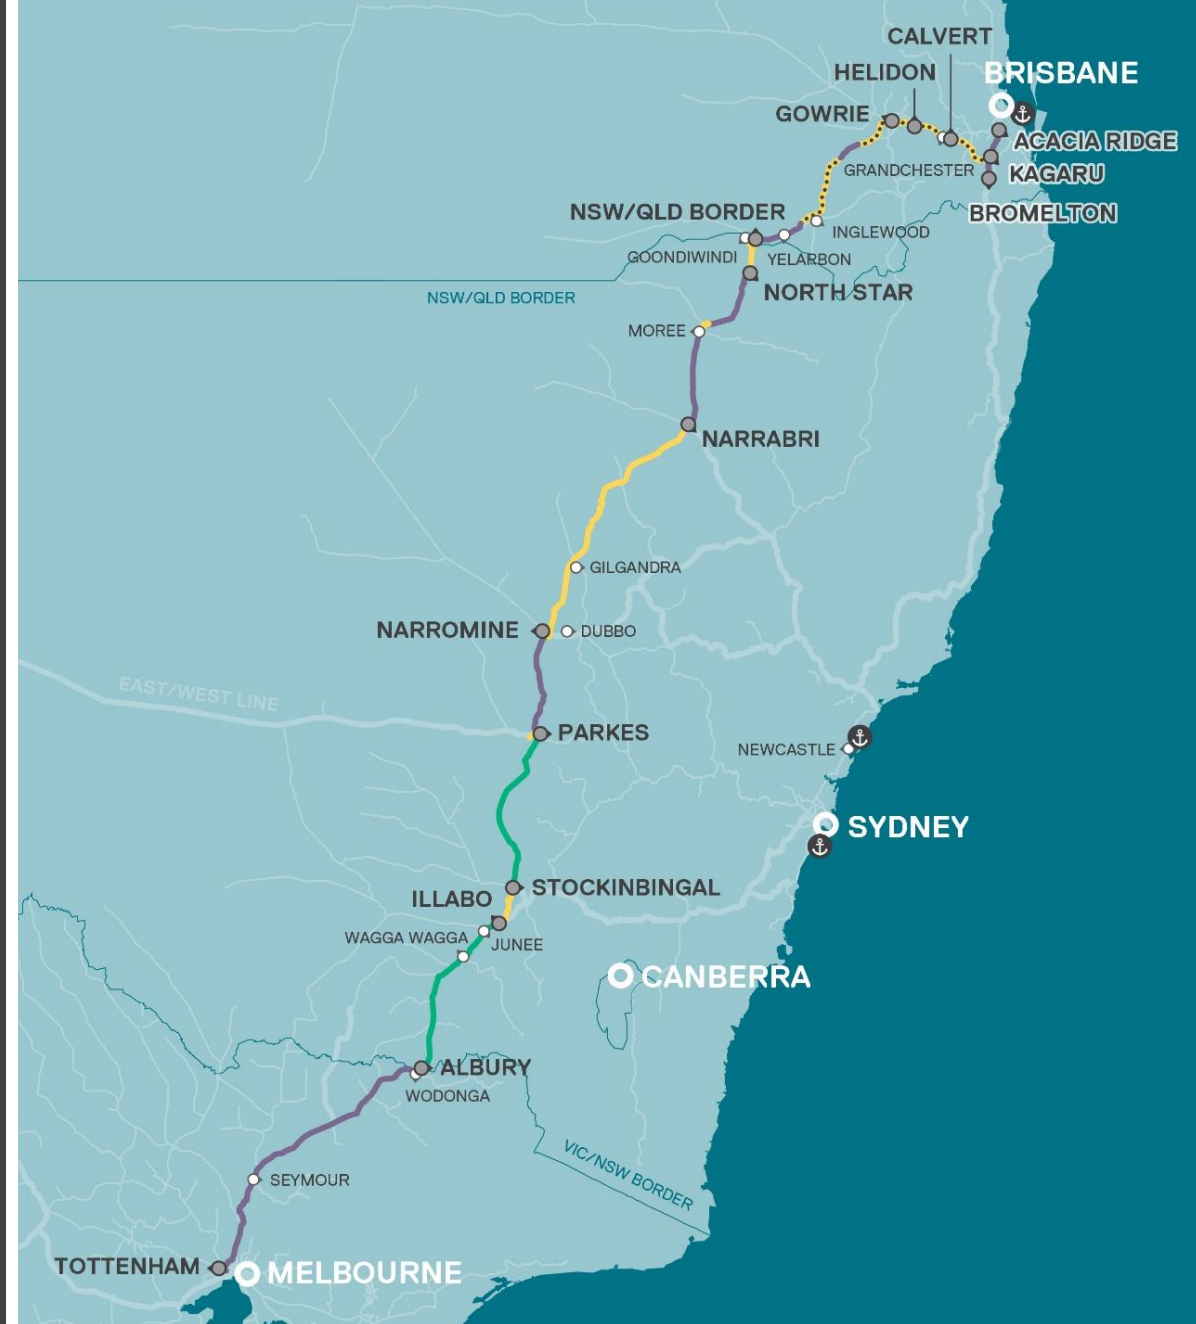 CALVERT
HELIDON
BRISBANE
GOWRIE
ACACIA RIDGE
GRANDCHESTER
KAGARU
NSW/QLD BORDER
BROMELTON
INGLEWOOD
GOONDIWINDI
YELARBON
NORTH STAR
NSW/QLD BORDER
MOREE
NARRABRI
GILGANDRA
NARROMINE
DUBBO
EAST/WEST LINE
PARKES
NEWCASTLE
SYDNEY
STOCKINBINGAL
ILLABO
WAGGA WAGGA
JUNEE
CANBERRA
ALBURY
WODONGA
VIC/NSW BORDER
SEYMOUR
TOTTENHAM
MELBOURNE